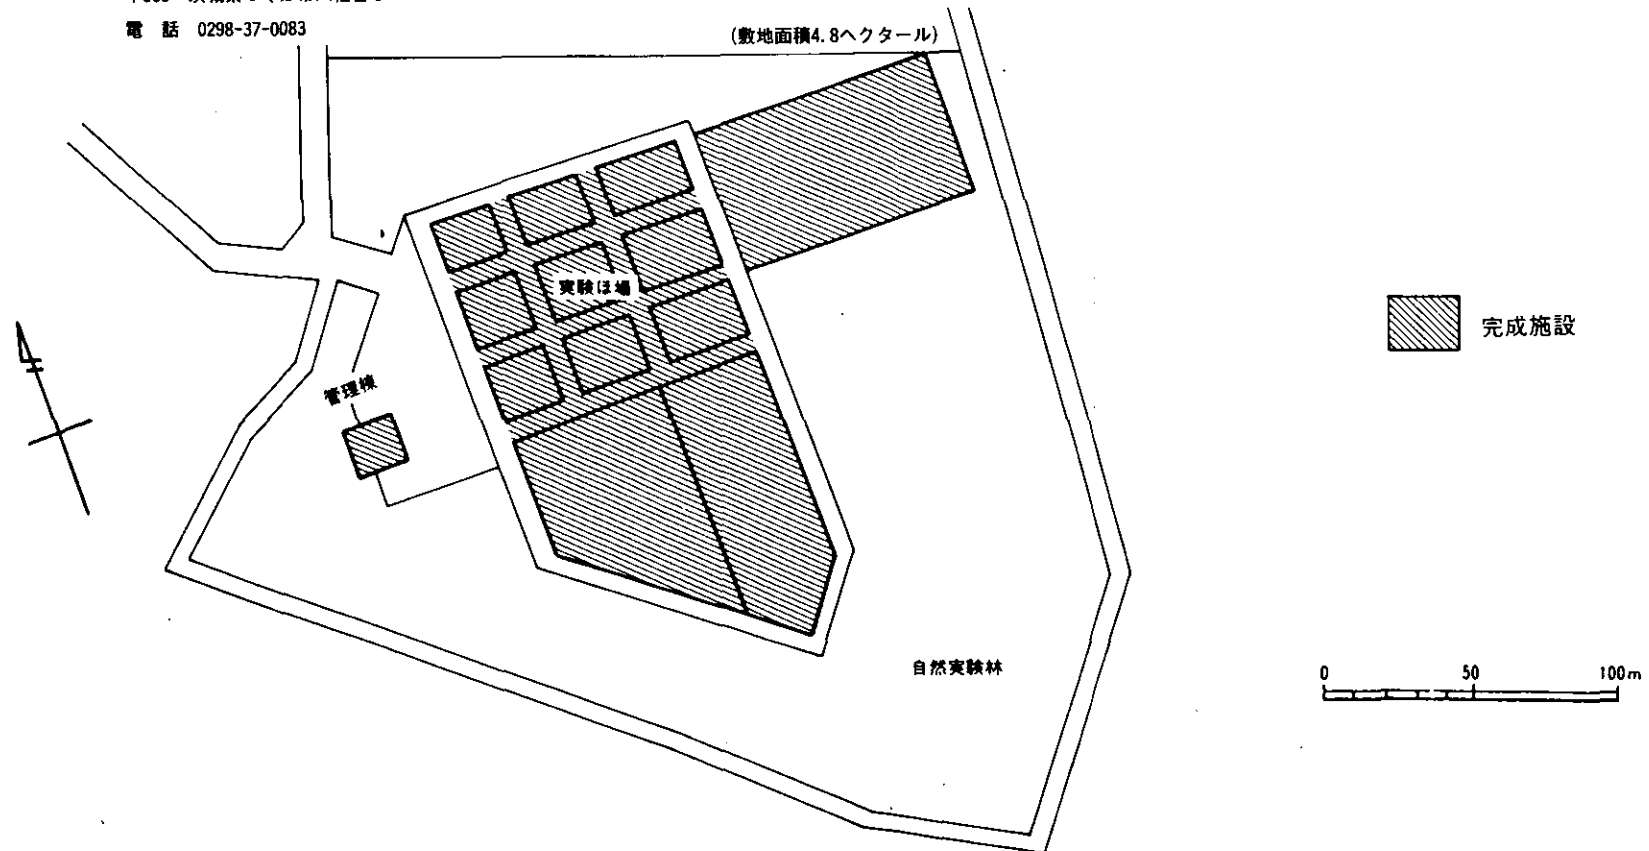 電 話 0298-37-0083
(敷地面積4.8ヘクタール)
実験ほ場
完成施設
管理棟
自然実験林
0 50 100m